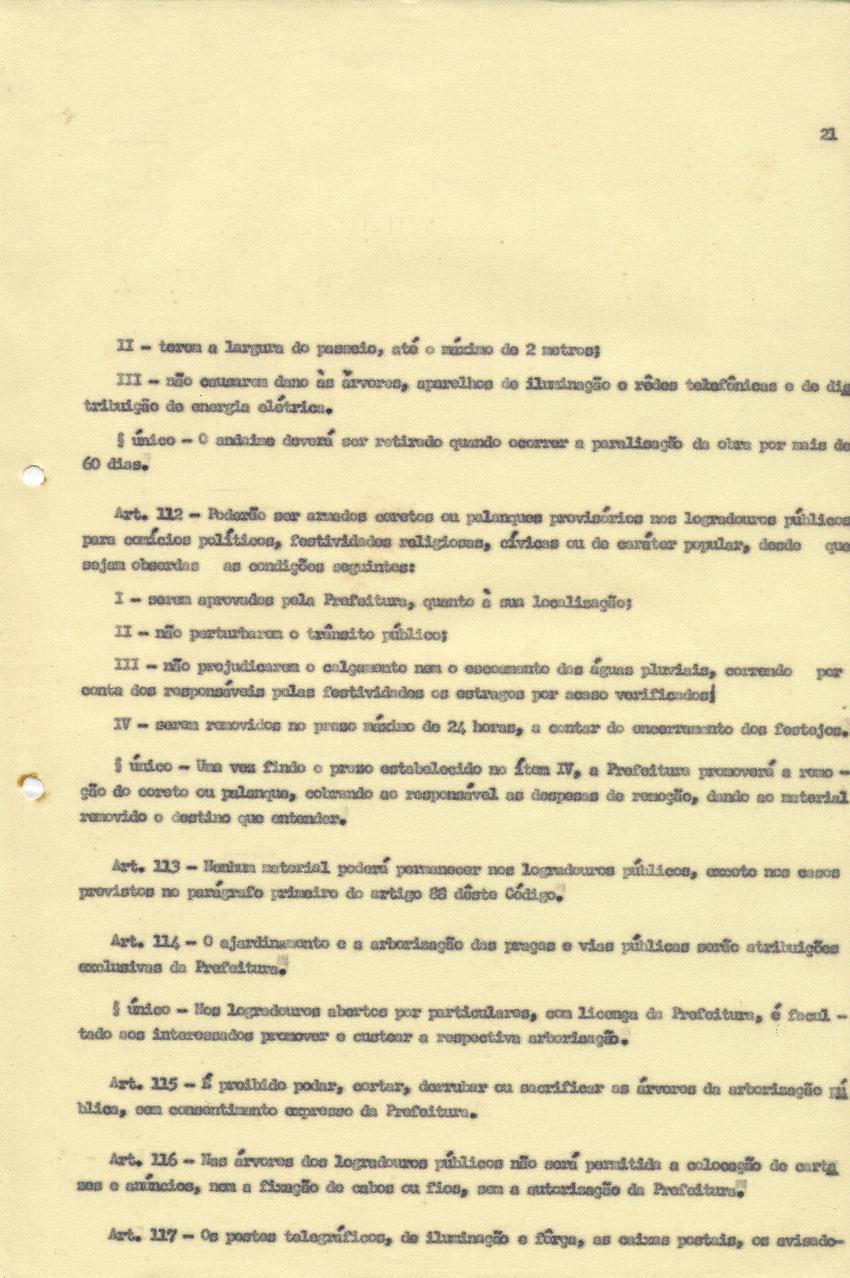 21
II - terem a largura do passeio, até o máximo de 2 metros;
III - não causarem dano às árvores, aparelhos de iluminação e rêdes telefônicas e de dis
tribuição de energia elétrica.
§ único - O andaime deverá ser retirado quando ocorrer a paralisação da obra por mais de
60 dias.
Art. 112 - Poderão ser armados coretos ou palanques provisórios nos logradouros públicos
para comícios políticos, festividades religiosas, cívicas ou de caráter popular, desde que
sejam obserdas as condições seguintes:
I - serem aprovados pela Prefeitura, quanto à sua localização;
II - não perturbarem o trânsito público;
III - não prejudicarem o calçamento nem o escoamento das águas pluviais, correndo por
conta dos responsáveis pelas festividades os estragos por acaso verificados;
IV - serem removidos no prazo máximo de 24 horas, a contar do encerramento dos festejos.
§ único - Uma vez findo o prazo estabelecido no ítem IV, a Prefeitura promoverá a remo -
ção do coreto ou palanque, cobrando ao responsável as despesas de remoção, dando ao material
removido o destino que entender.
Art. 113 - Nenhum material poderá permanecer nos logradouros públicos, exceto nos casos
previstos no parágrafo primeiro do artigo 88 dêste Código.
Art. 114 - O ajardinamento e a arborização das praças e vias públicas serão atribuições
exclusivas da Prefeitura.
§ único - Nos logradouros abertos por particulares, com licença da Prefeitura, é facul -
tado aos interessados promover e custear a respectiva arborização.
Art. 115 - É proibido podar, cortar, derrubar ou sacrificar as árvores da arborização pú
blica, sem consentimento expresso da Prefeitura.
Art. 116 - Nas árvores dos logradouros públicos não será permitida a colocação de carta
zes e anúncios, nem a fixação de cabos ou fios, sem a autorização da Prefeitura.
Art. 117 - Os postes telegráficos, de iluminação e fôrça, as caixas postais, os avisado-